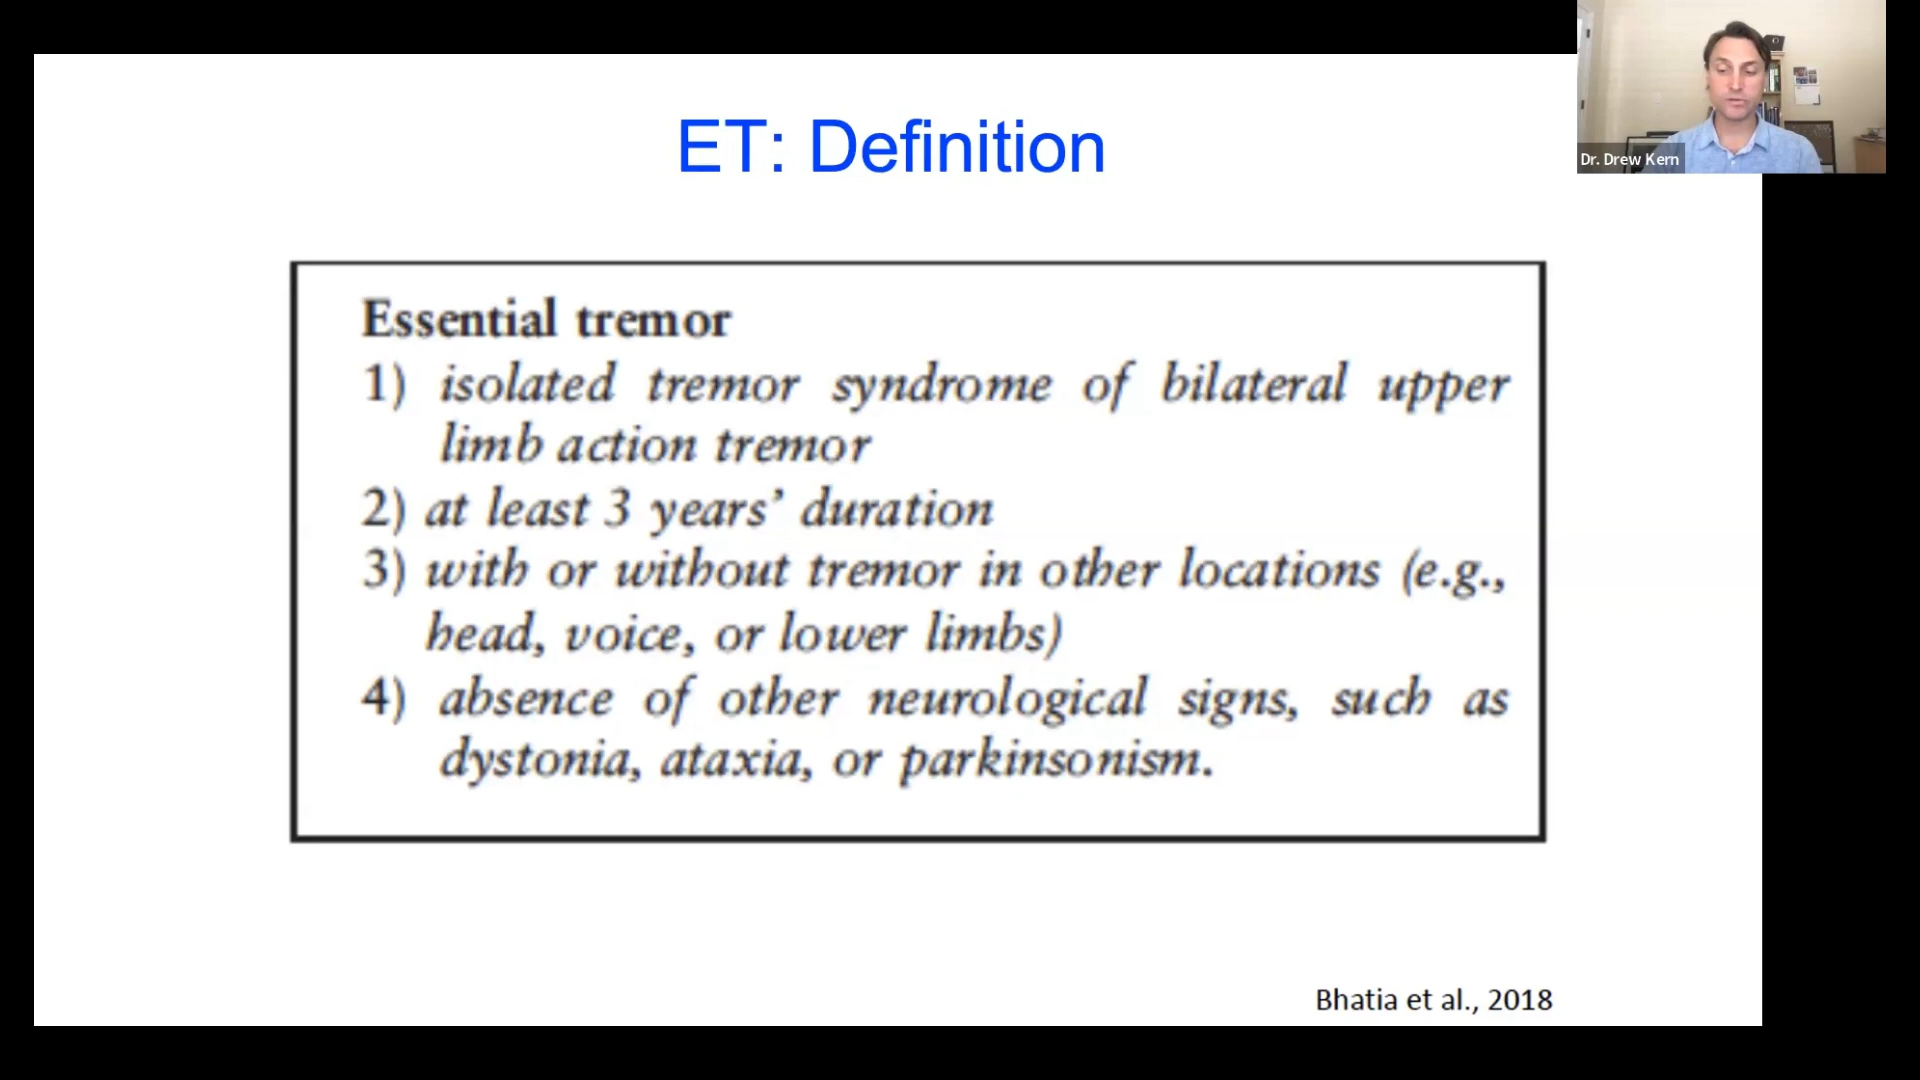 ET: Definition
Dr. Drew Kern
Essential tremor
1) isolated tremor syndrome of bilateral upper
limb action tremor
2) at least 3 years’ duration
3) with or without tremor in other locations (e.g.,
head, voice, or lower limbs)
4) absence of other neurological signs, such as
dystonia, ataxia, or parkinsonism.
Bhatia et al., 2018